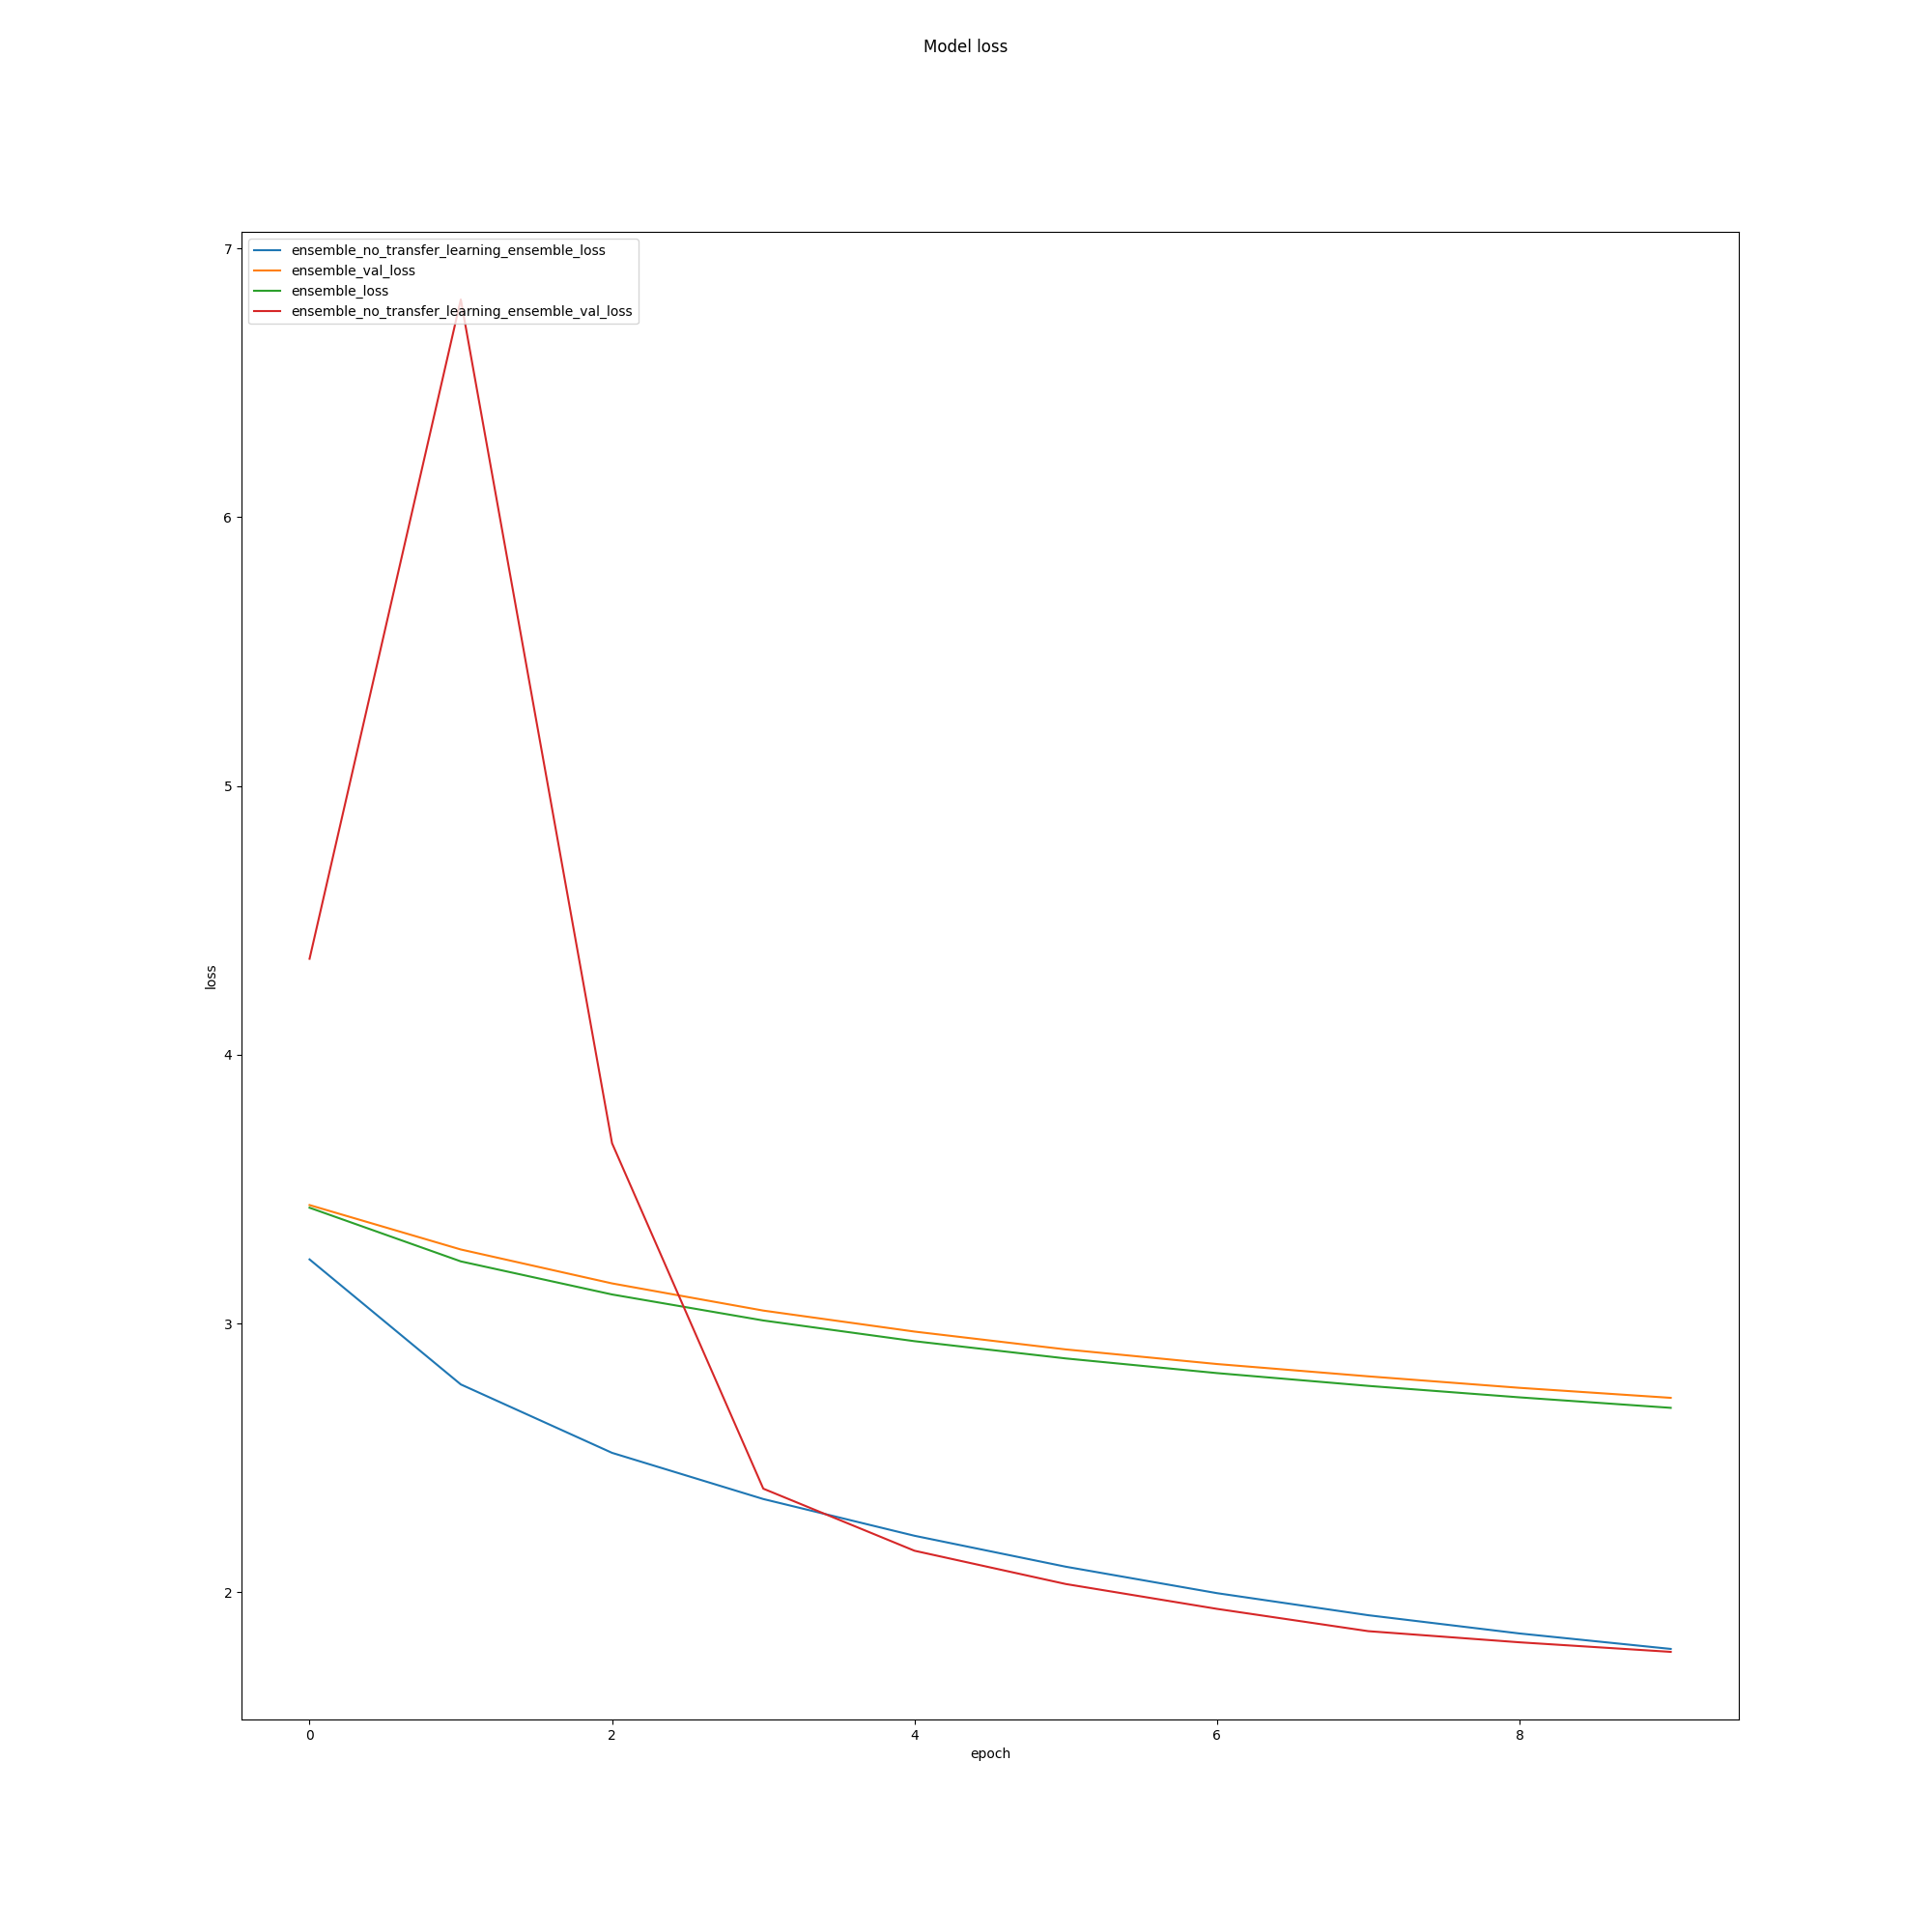 Model loss
7
ensemble_no_transfer_learning_ensemble_loss
ensemble_val_loss
ensemble_loss
ensemble_no_transfer_learning_ensemble_val_loss
6
5
loss
4
3
2
0 2 4 6 8
epoch